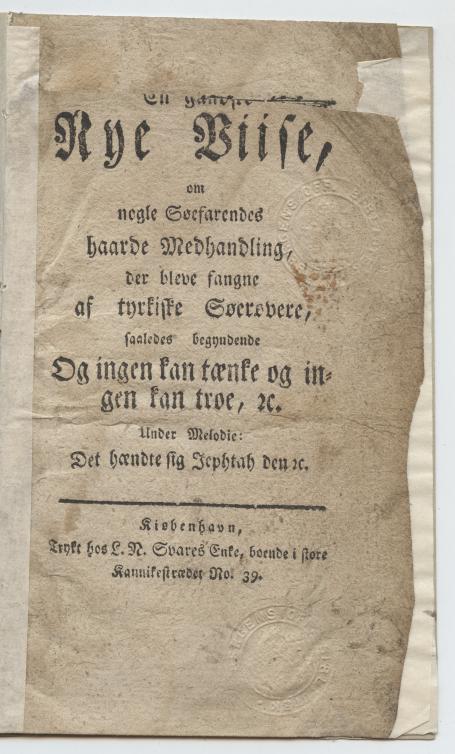 En
Nye Viise,
om
nogle Søefarendes
haarde Medhandling,
der bleve fangne
af tyrkiske Søerøvere,
saaledes begyndende
Og ingen kan tænke og in-
gen kan troe, ꝛc.
Under Melodie:
Det hændte sig Jephtah den ꝛc.
Kiøbenhavn,
Trykt hos L. N. Svares Enke, boende i store
Kannikestrædet No. 39.